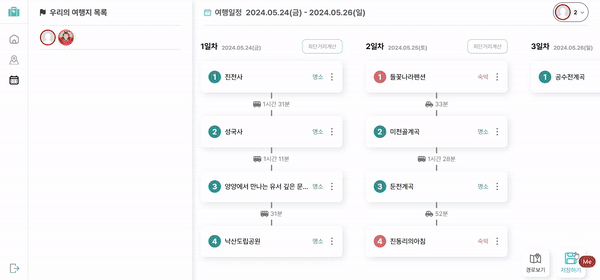 우리의 여행지 목록
여행일정 2024.05.24(금) - 2024.05.26(일)
2
1일차 2024.05.24(금) 최단거리계산
1 진전사 명소
1시간 31분
2 성국사 명소
1시간 11분
3 양양에서 만나는 유서 깊은 문... 명소
31분
4 낙산도립공원 명소
2일차 2024.05.25(토) 최단거리계산
1 들꽃나라펜션 숙박
33분
2 미천골계곡 명소
1시간 28분
3 둔전계곡 명소
52분
4 진동리의아침 숙박
3일차 2024.05.26(일)
1 공수전계곡
경로보기
저장하기
Me